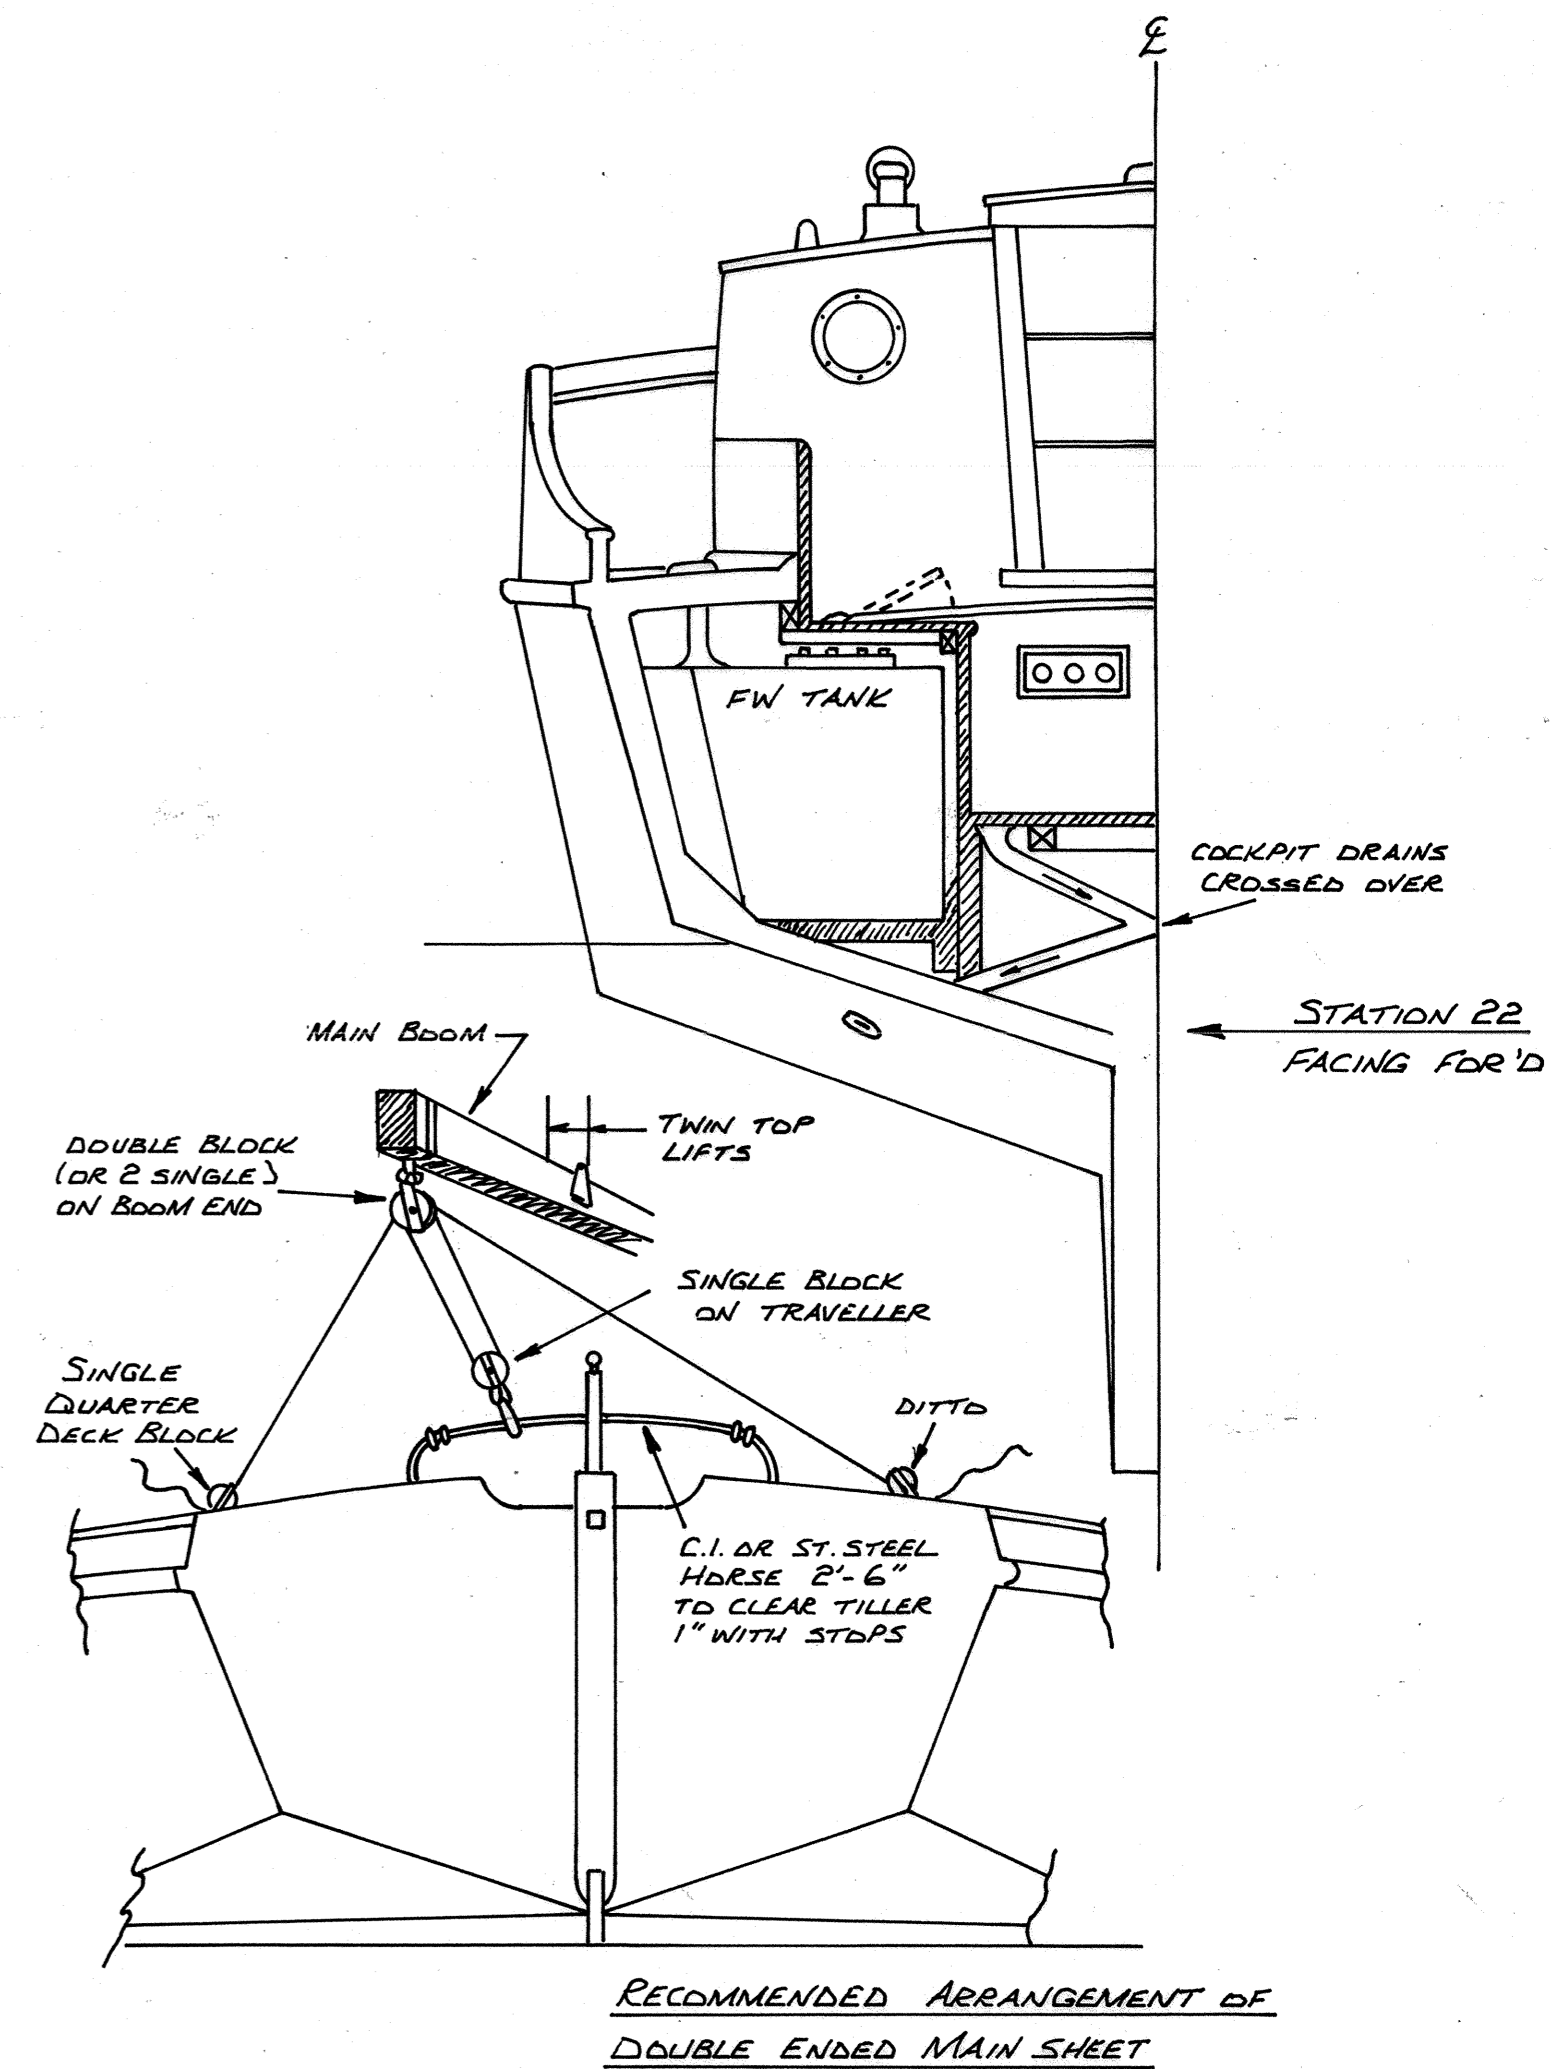 ℄
FW TANK
COCKPIT DRAINS
CROSSED OVER
STATION 22
FACING FOR'D
MAIN BOOM
TWIN TOP
LIFTS
DOUBLE BLOCK
(OR 2 SINGLE)
ON BOOM END
SINGLE BLOCK
ON TRAVELLER
SINGLE
QUARTER
DECK BLOCK
DITTO
C.I. OR ST. STEEL
HORSE 2'-6"
TO CLEAR TILLER
1" WITH STOPS
RECOMMENDED ARRANGEMENT OF
DOUBLE ENDED MAIN SHEET